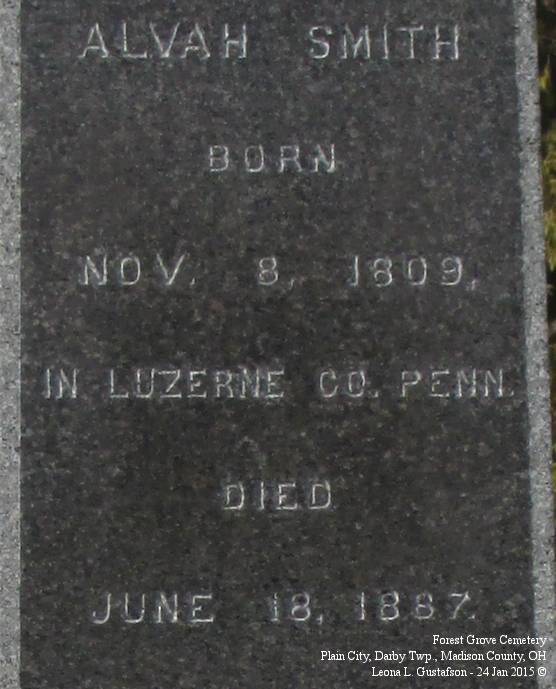 ALVAH SMITH
BORN
NOV. 8, 1809,
IN LUZERNE CO. PENN.
DIED
JUNE 18, 1887.
Forest Grove Cemetery
Plain City, Darby Twp., Madison County, OH
Leona L. Gustafson - 24 Jan 2015 ©